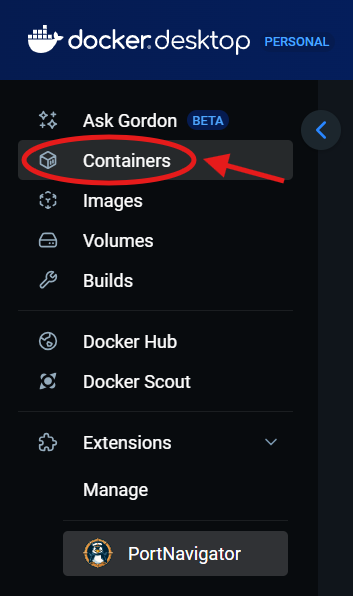 docker.desktop PERSONAL
Ask Gordon BETA
Containers
Images
Volumes
Builds
Docker Hub
Docker Scout
Extensions
Manage
PortNavigator